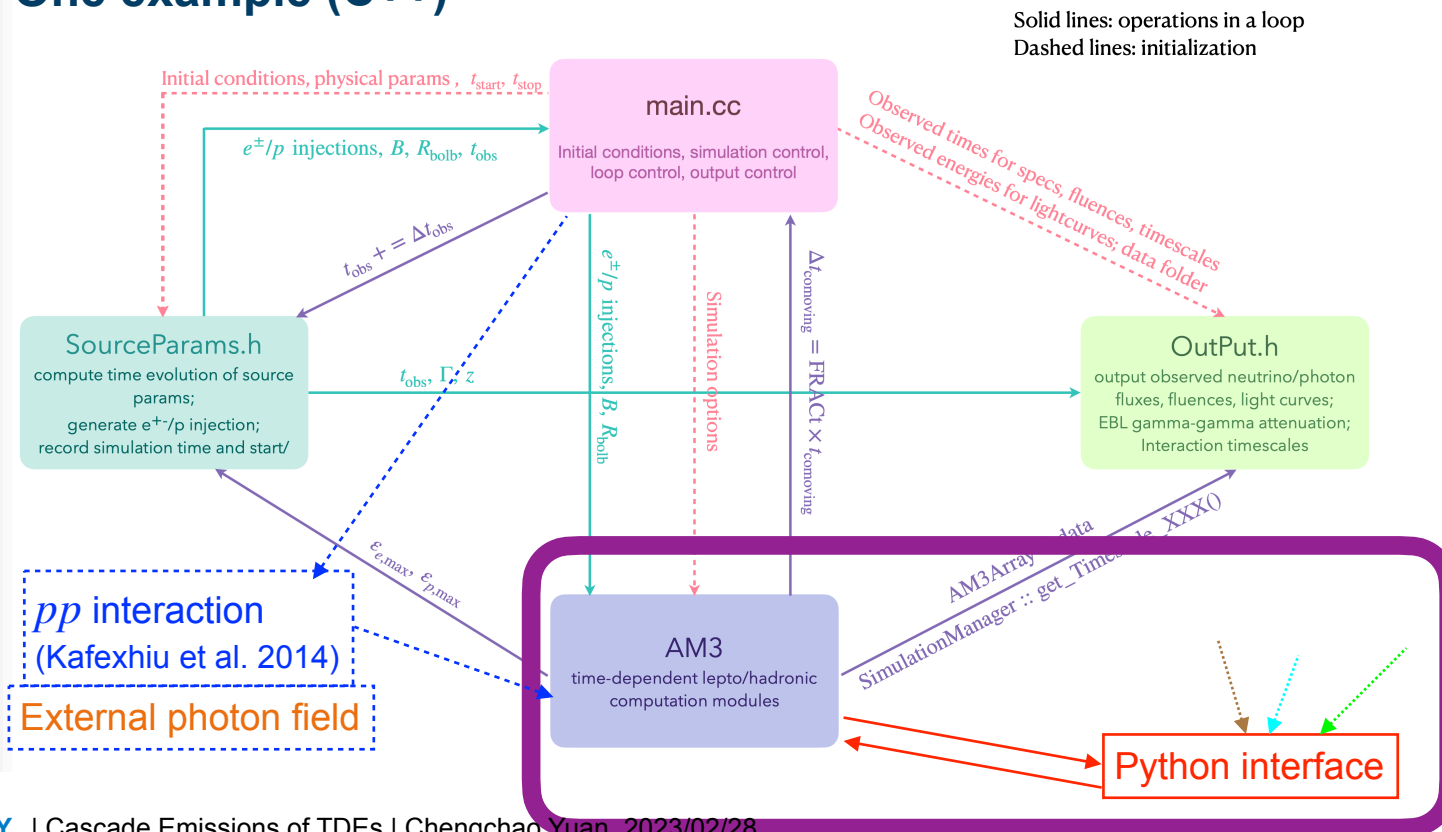 One example (C++)
Solid lines: operations in a loop
Dashed lines: initialization
Initial conditions, physical params , t_start, t_stop
main.cc
Initial conditions, simulation control,
loop control, output control
e^±/p injections, B, R_bolb, t_obs
Observed times for specs, fluences, timescales
Observed energies for lightcurves; data folder
t_obs + = Δt_obs
SourceParams.h
compute time evolution of source
params;
generate e^+-/p injection;
record simulation time and start/
e^±/p injections, B, R_bolb
Simulation options
Δt_comoving = FRACt × t_comoving
t_obs, Γ, z
OutPut.h
output observed neutrino/photon
fluxes, fluences, light curves;
EBL gamma-gamma attenuation;
Interaction timescales
ε_e,max, ε_p,max
pp interaction
(Kafexhiu et al. 2014)
External photon field
AM3
time-dependent lepto/hadronic
computation modules
AM3Array data
SimulationManager :: get_Timescale_XXX()
Python interface
Y | Cascade Emissions of TDEs | Chengchao Yuan, 2023/02/28